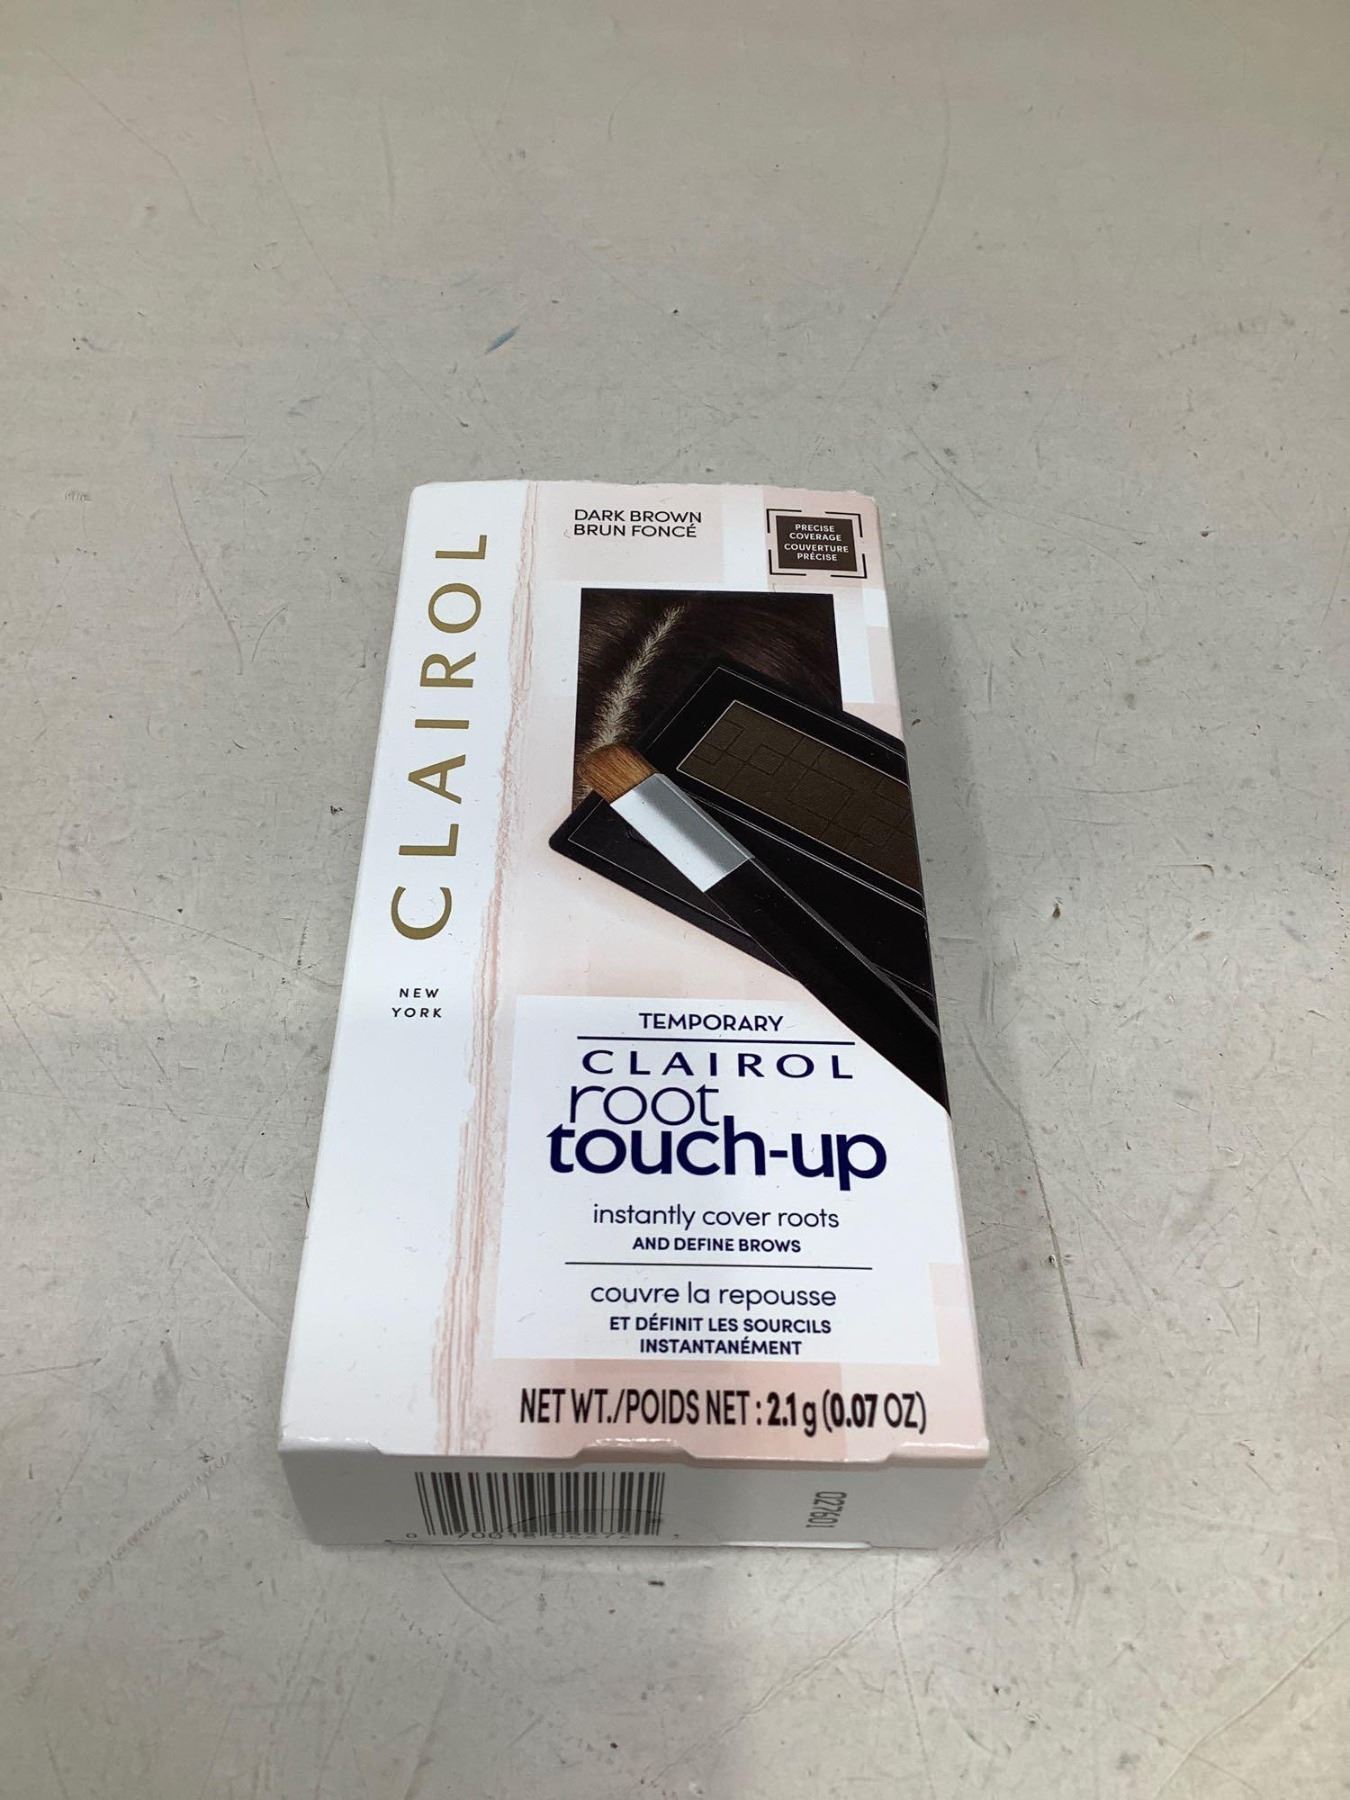 CLAIROL
NEW
YORK
DARK BROWN
BRUN FONCÉ
PRECISE
COVERAGE
COUVERTURE
PRÉCISE
TEMPORARY
CLAIROL
root
touch-up
instantly cover roots
AND DEFINE BROWS
couvre la repousse
ET DÉFINIT LES SOURCILS
INSTANTANÉMENT
NET WT./POIDS NET : 2.1 g (0.07 OZ)
027601